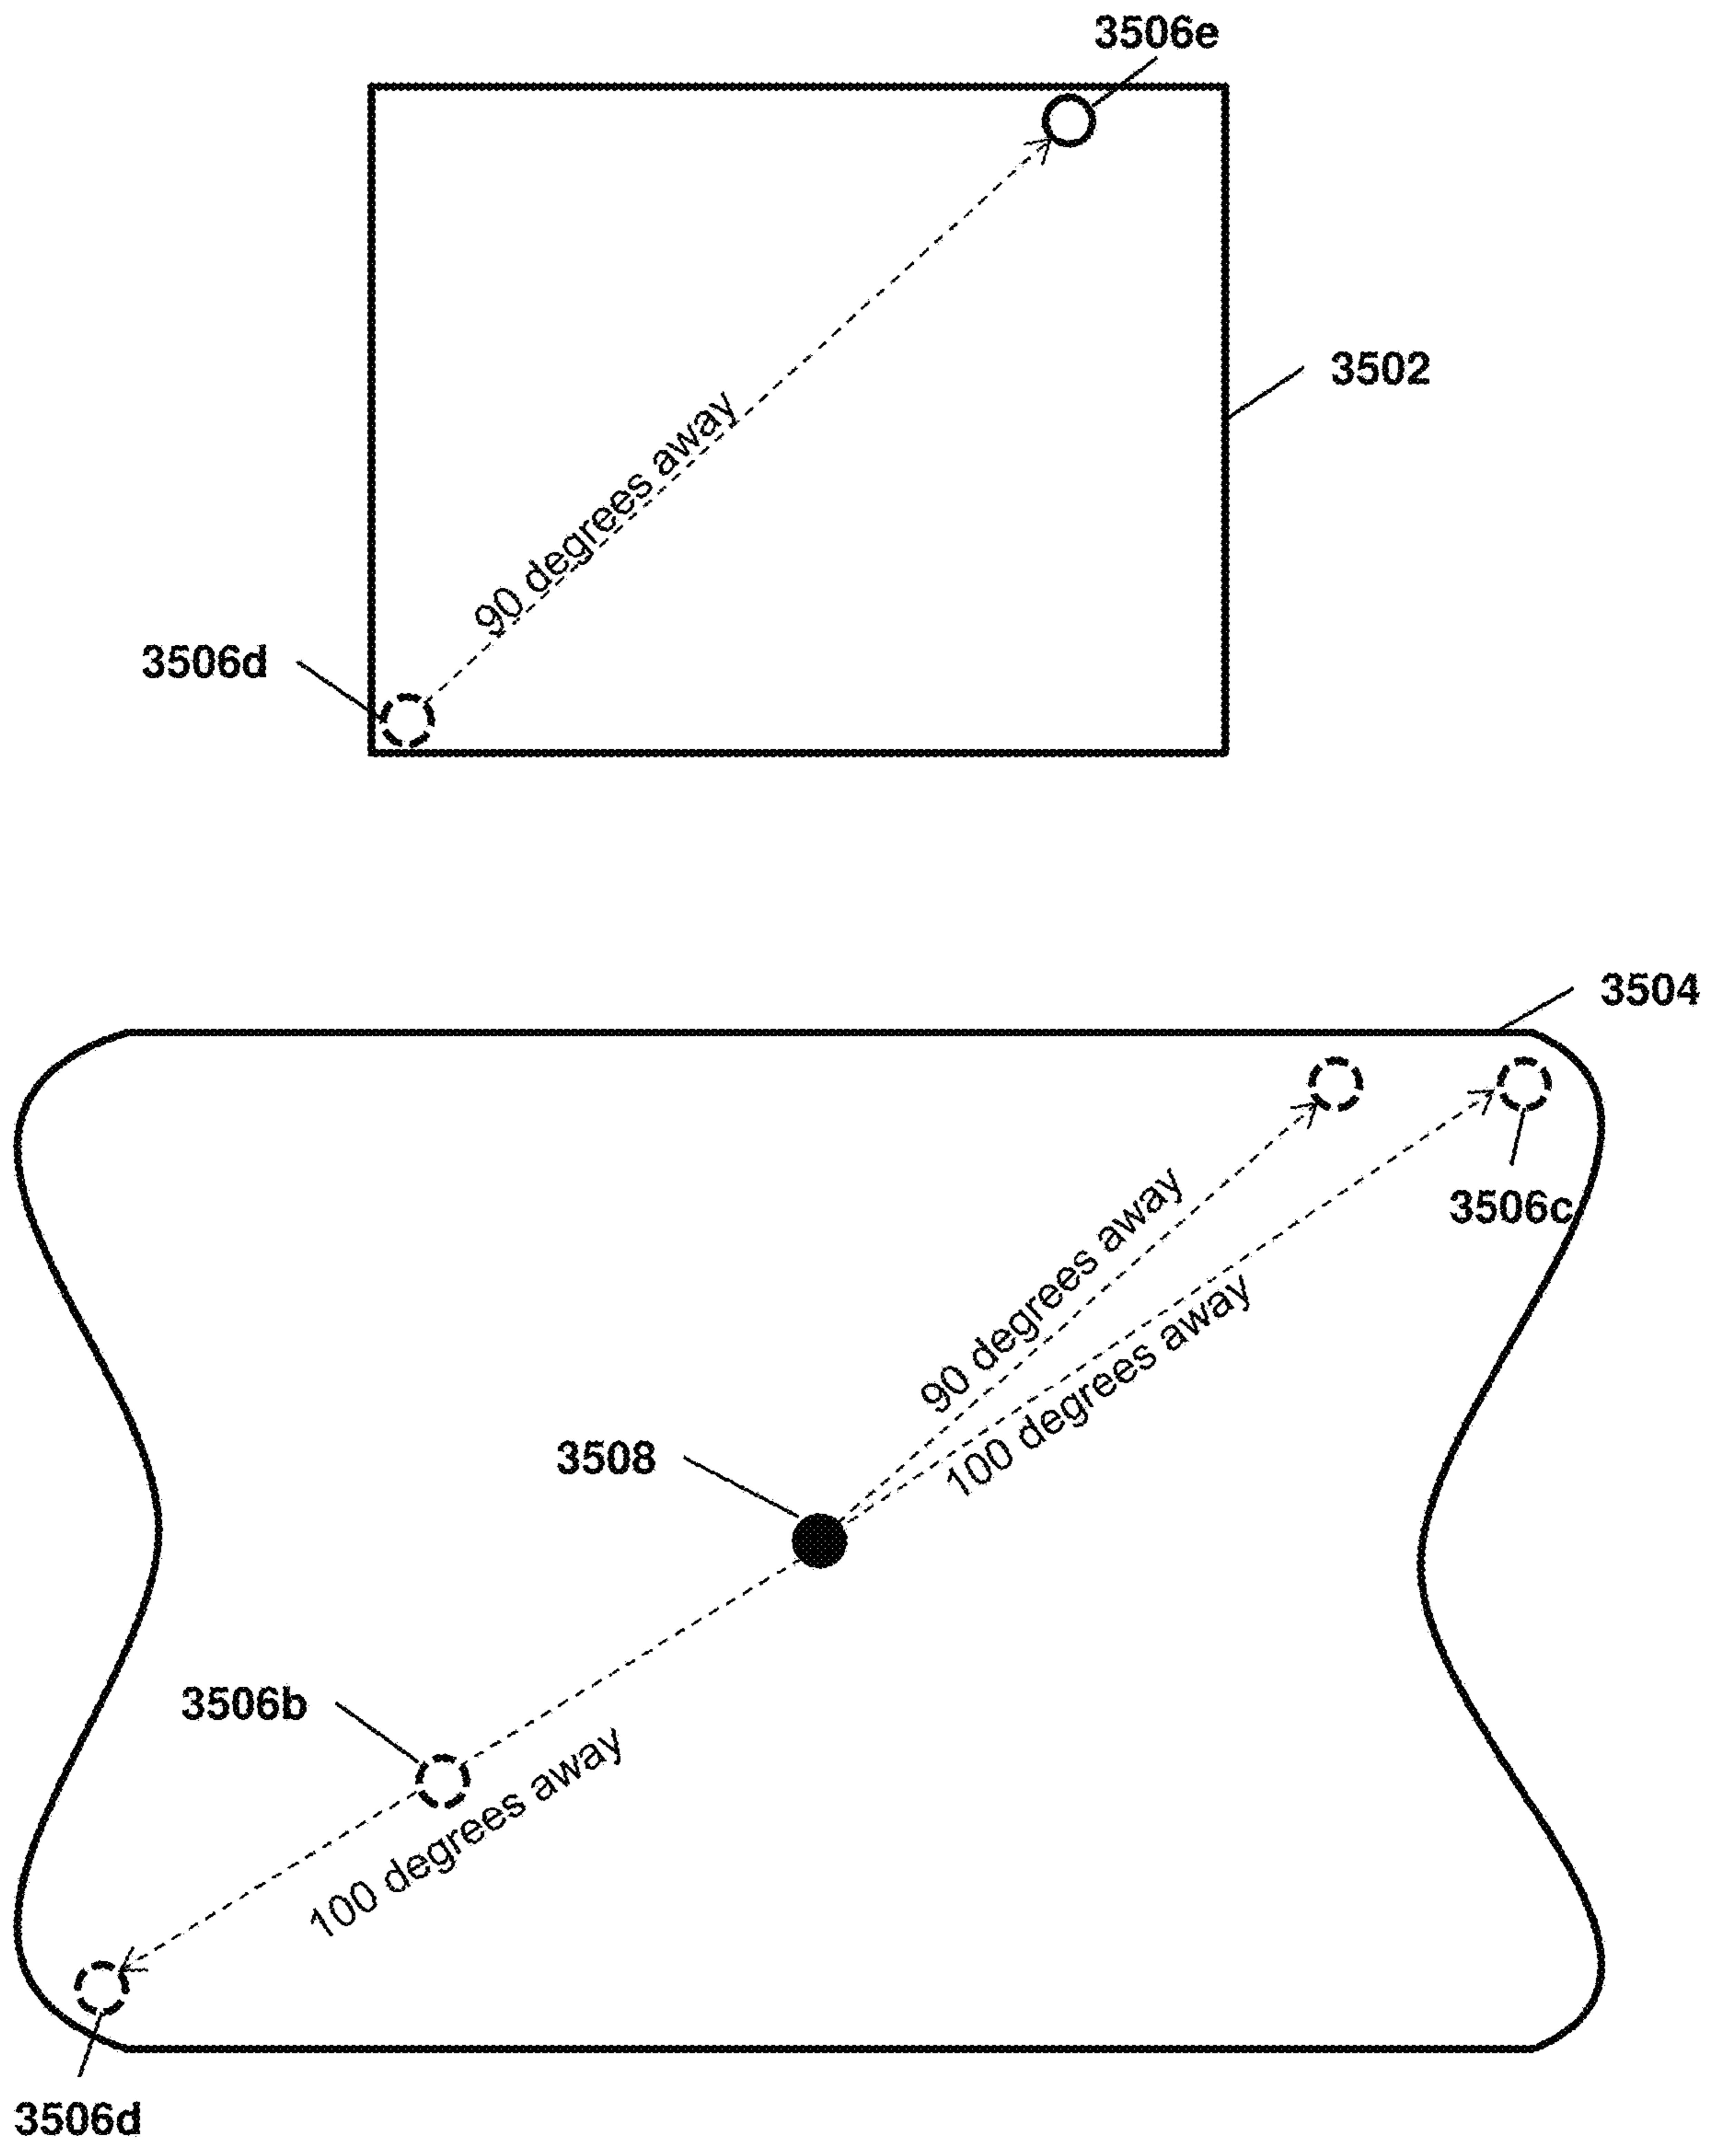 3506e
3502
90 degrees away
3506d
3504
3506c
90 degrees away
100 degrees away
3508
3506b
100 degrees away
3506d